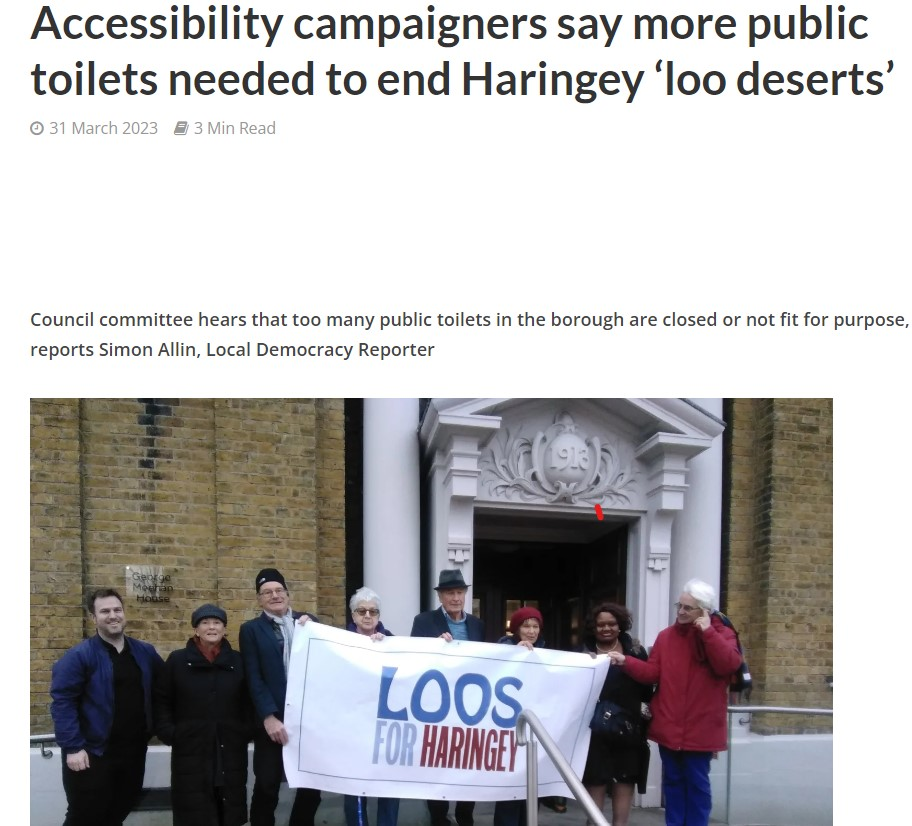 Accessibility campaigners say more public
toilets needed to end Haringey ‘loo deserts’
31 March 2023 3 Min Read
Council committee hears that too many public toilets in the borough are closed or not fit for purpose,
reports Simon Allin, Local Democracy Reporter
1913
George
Meehan
House
LOOS
FOR HARINGEY